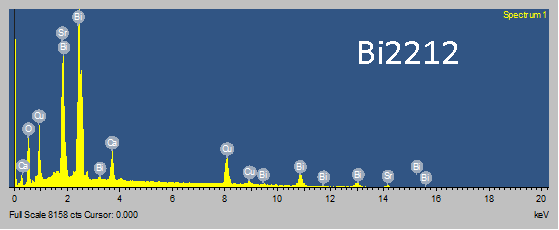 Spectrum 1
Bi2212
Bi
Sr
Bi
Cu
O
Ca
Bi
Ca
Cu
Cu
Bi
Bi
Bi
Bi
Sr
Bi
Bi
0 2 4 6 8 10 12 14 16 18 20
Full Scale 8158 cts Cursor: 0.000 keV